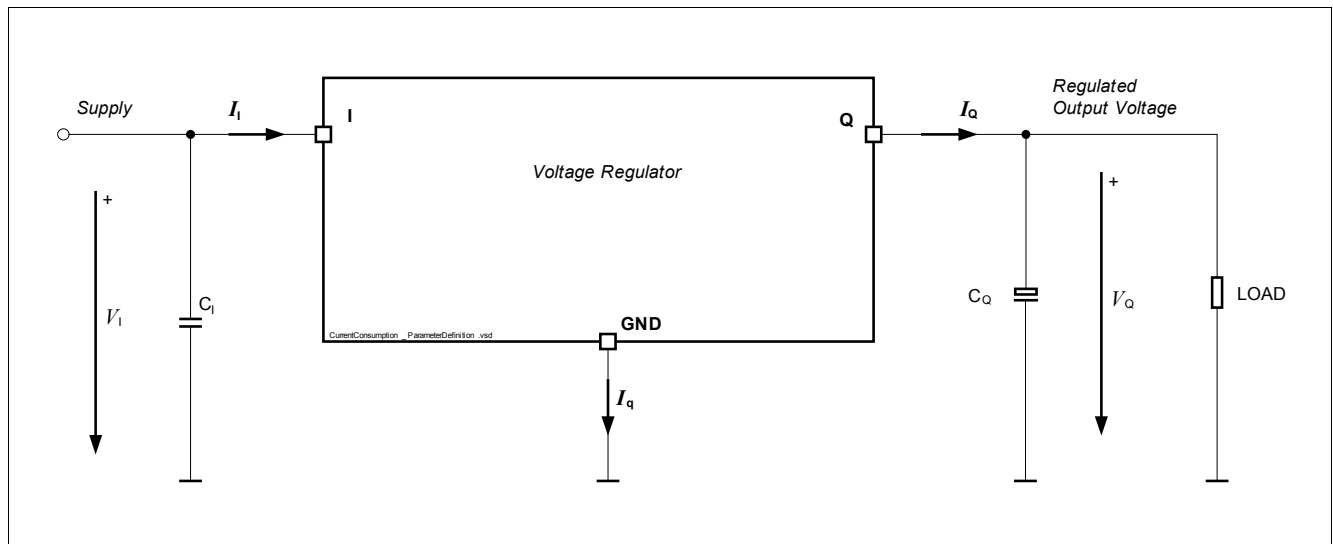 Supply
I_I
I
Q
I_Q
Regulated
Output Voltage
Voltage Regulator
+
+
V_I
C_I
C_Q
V_Q
LOAD
GND
CurrentConsumption _ ParameterDefinition .vsd
I_q